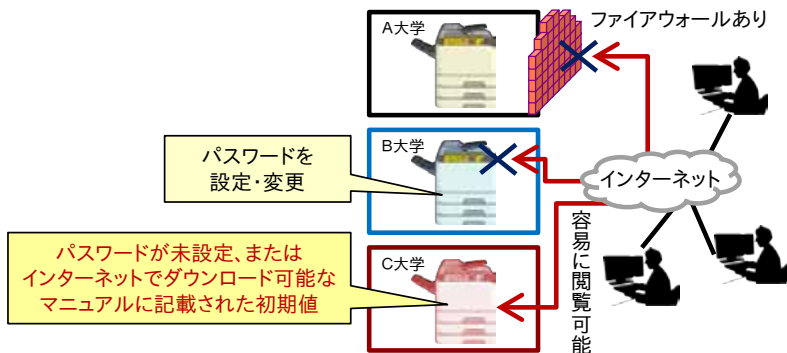 A大学
ファイアウォールあり
B大学
パスワードを
設定・変更
インターネット
パスワードが未設定、または
インターネットでダウンロード可能な
マニュアルに記載された初期値
C大学
容易に閲覧可能